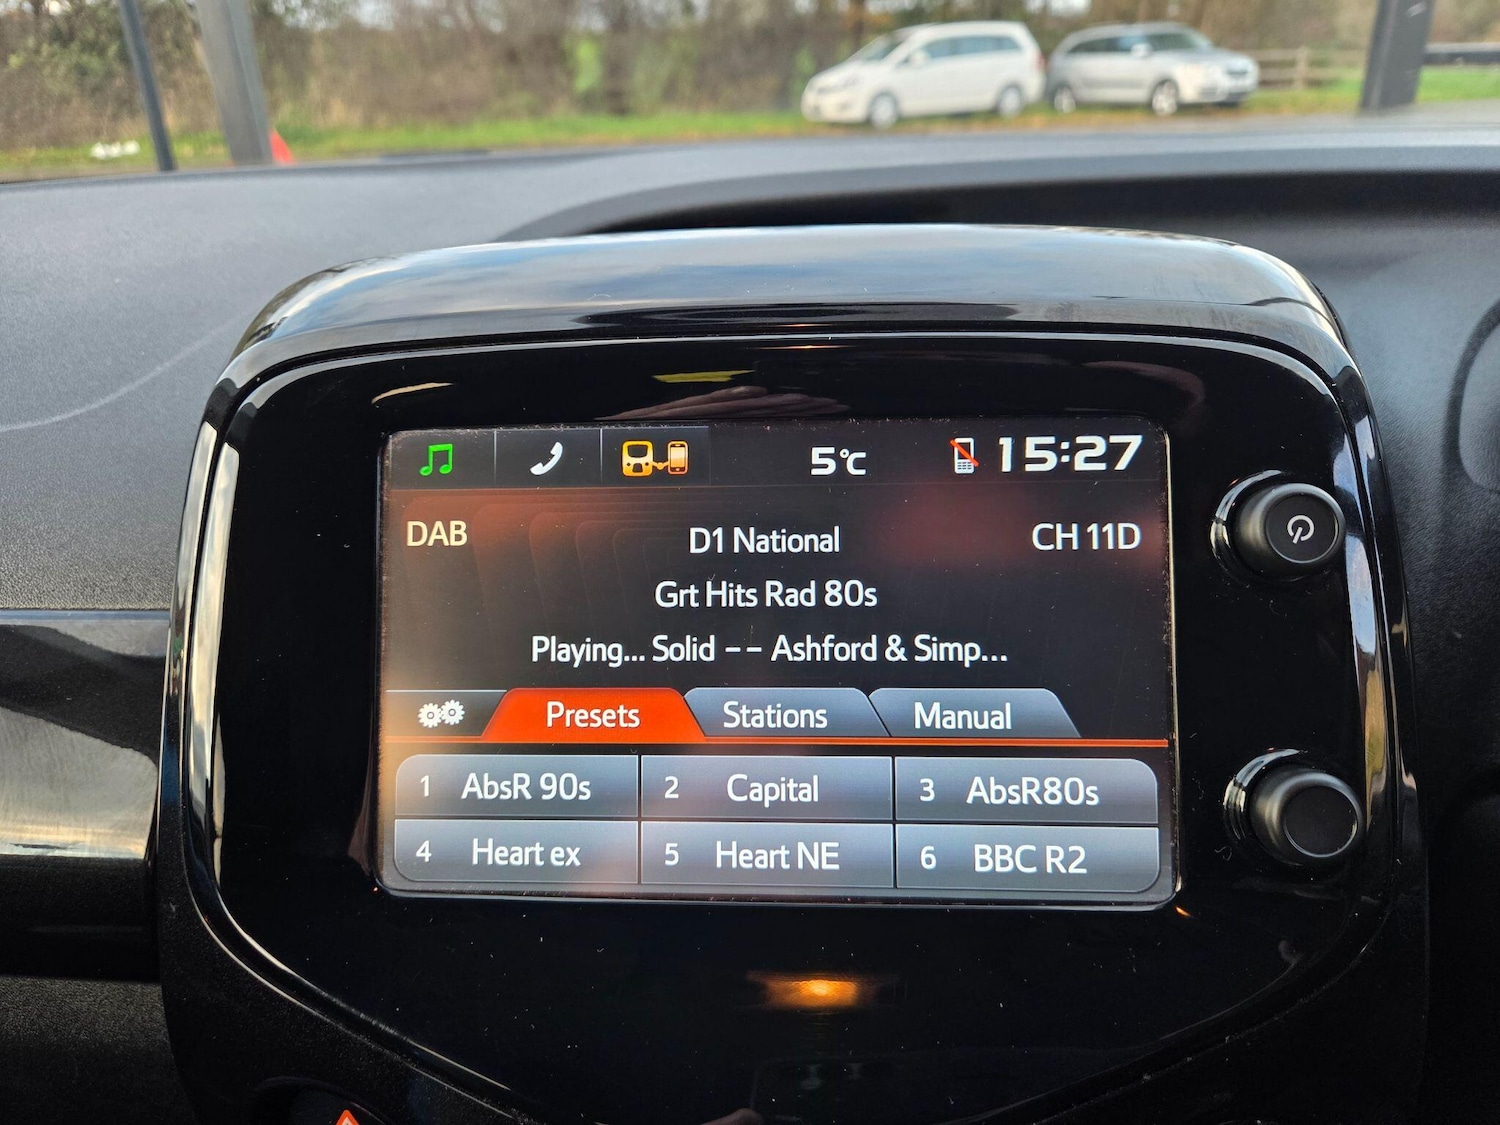 5°C 15:27
DAB D1 National CH 11D
Grt Hits Rad 80s
Playing... Solid -- Ashford & Simp...
Presets Stations Manual
1 AbsR 90s 2 Capital 3 AbsR80s
4 Heart ex 5 Heart NE 6 BBC R2